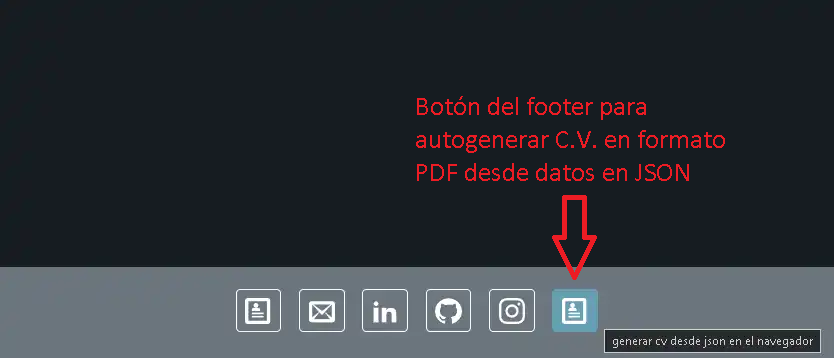 Botón del footer para
autogenerar C.V. en formato
PDF desde datos en JSON
in
generar cv desde json en el navegador